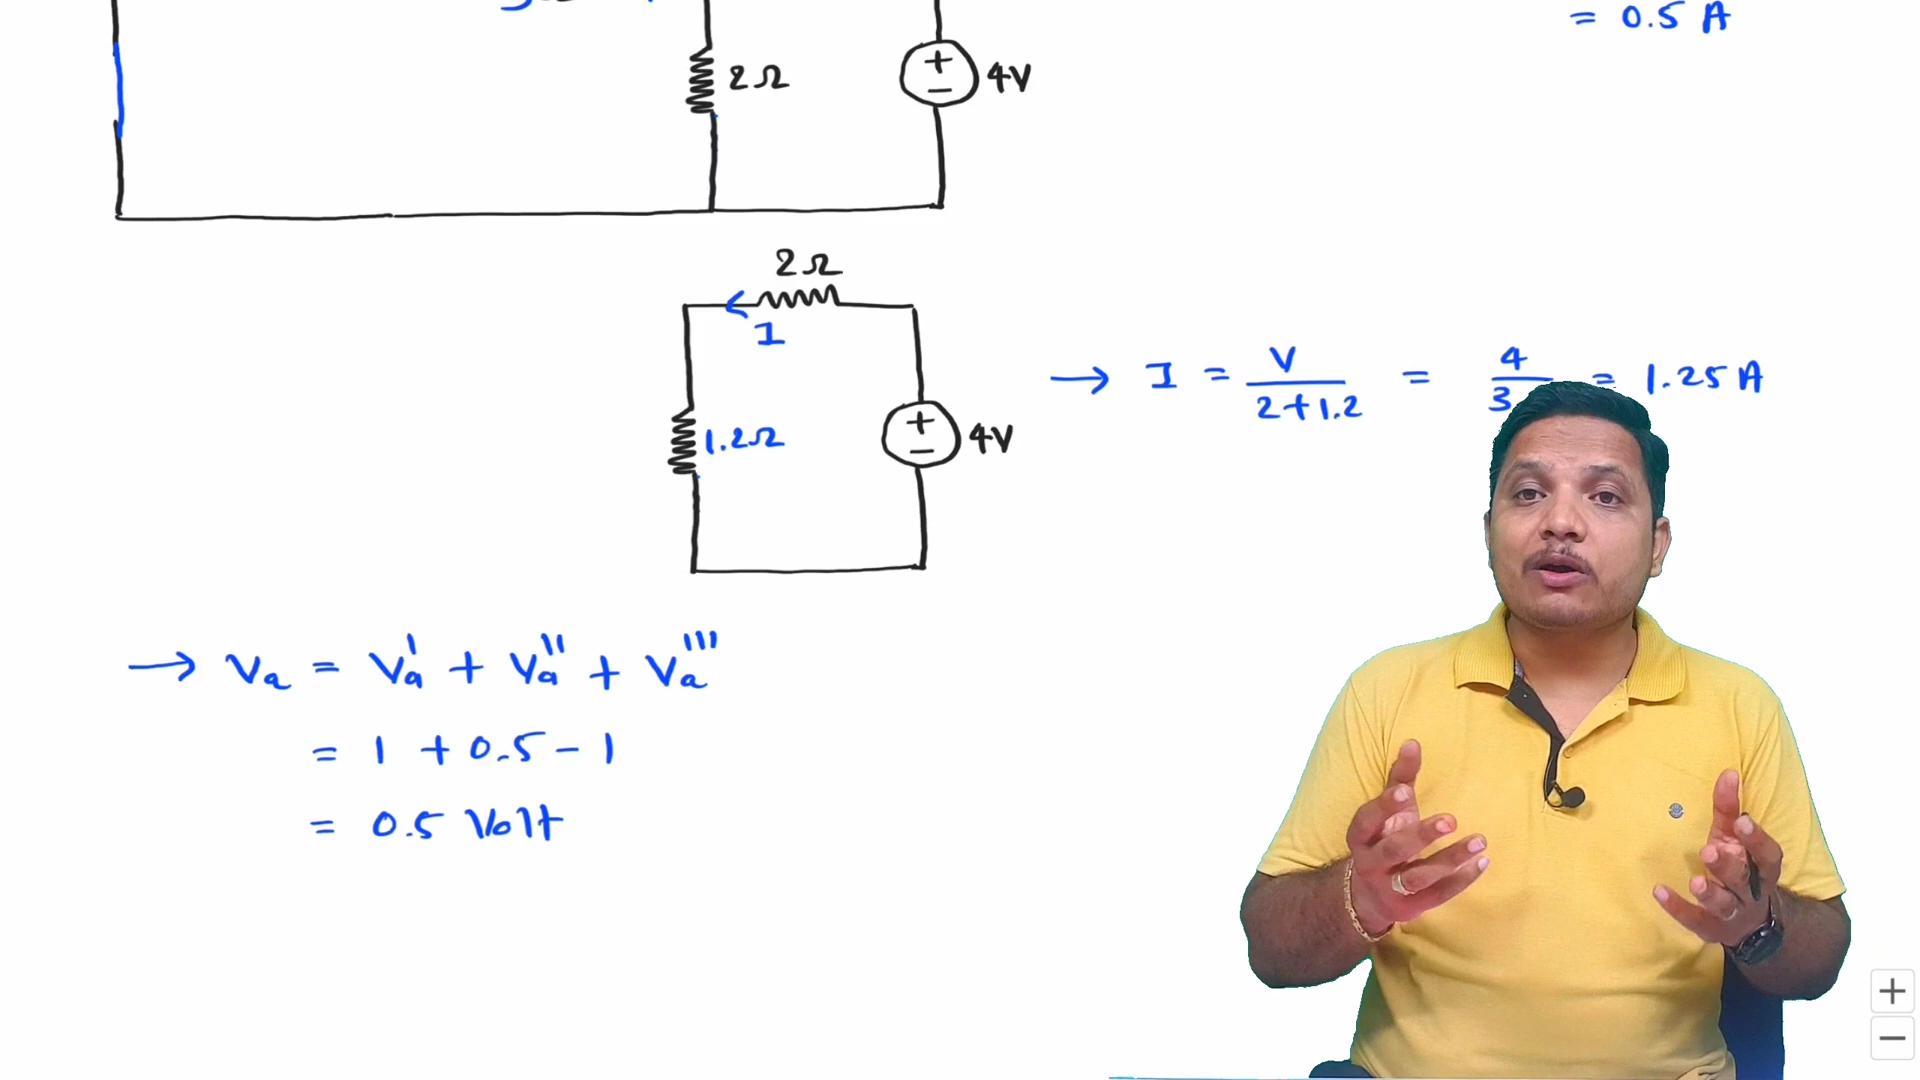 = 0.5 A
2Ω
4V
2Ω
I
1.2Ω
4V
→ I = V / 2+1.2 = 4 / 3 = 1.25 A
→ Va = Va' + Va'' + Va'''
= 1 + 0.5 - 1
= 0.5 Volt